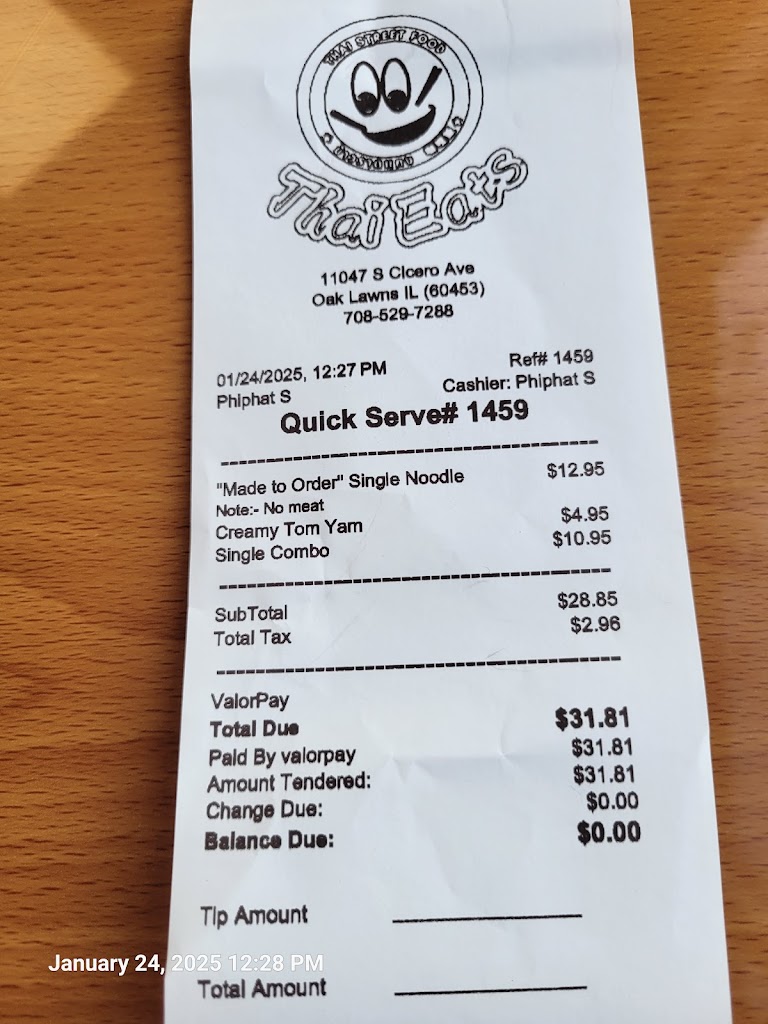 THAI STREET FOOD
Thai Eats
11047 S Cicero Ave
Oak Lawns IL (60453)
708-529-7288
01/24/2025, 12:27 PM Ref# 1459
Phiphat S Cashier: Phiphat S
Quick Serve# 1459
"Made to Order" Single Noodle $12.95
Note:- No meat
Creamy Tom Yam $4.95
Single Combo $10.95
SubTotal $28.85
Total Tax $2.96
ValorPay
Total Due $31.81
Paid By valorpay $31.81
Amount Tendered: $31.81
Change Due: $0.00
Balance Due: $0.00
Tip Amount
January 24, 2025 12:28 PM
Total Amount